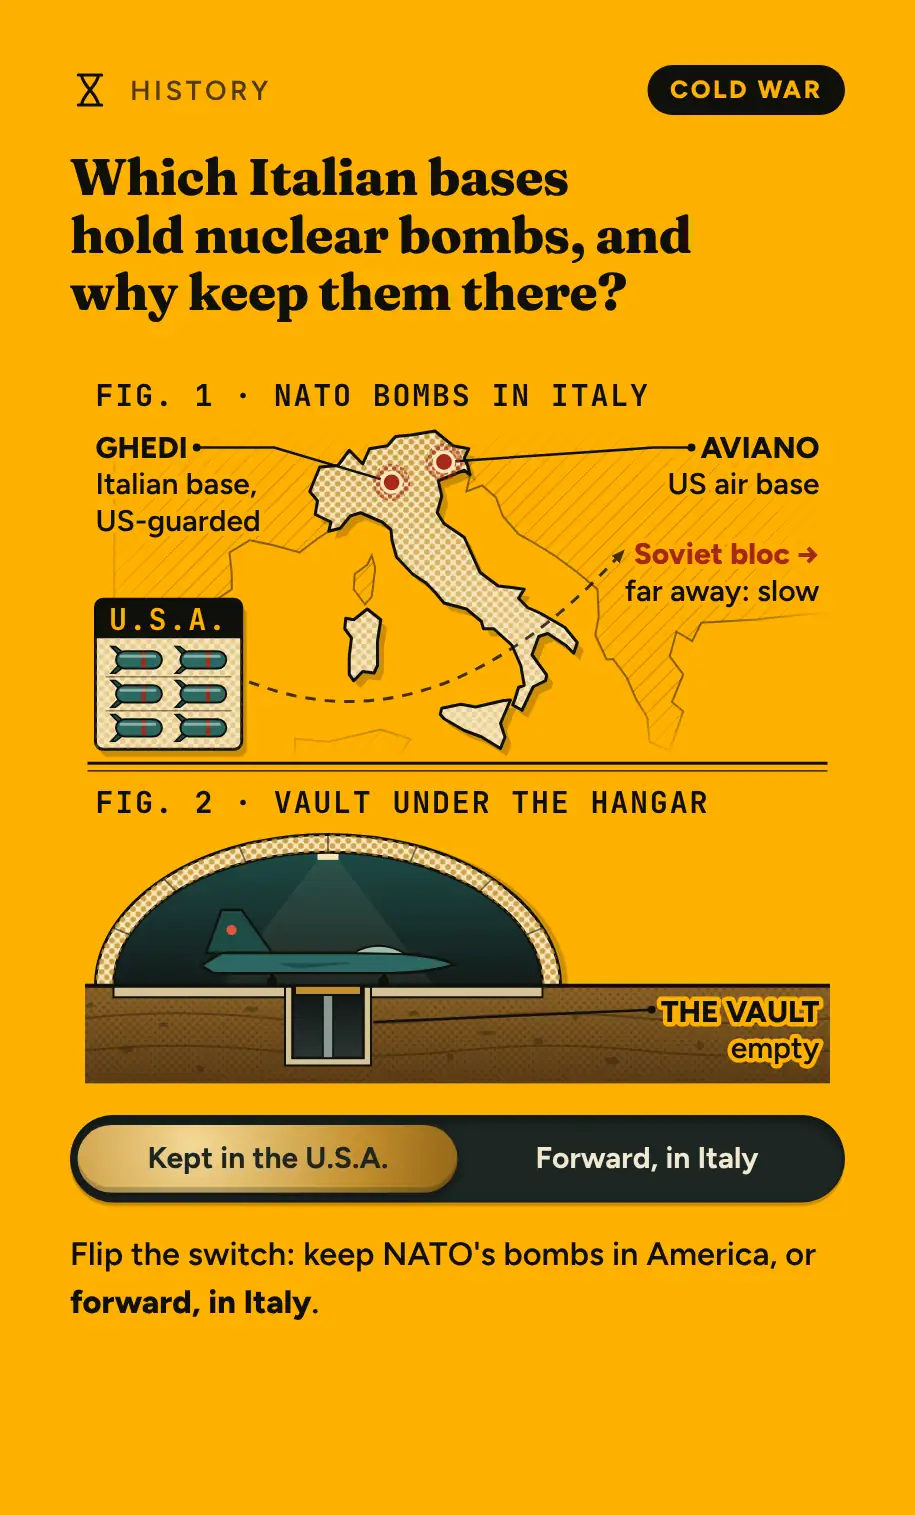 HISTORY
COLD WAR
Which Italian bases
hold nuclear bombs, and
why keep them there?
FIG. 1 · NATO BOMBS IN ITALY
GHEDI
Italian base,
US-guarded
AVIANO
US air base
Soviet bloc →
far away: slow
U.S.A.
FIG. 2 · VAULT UNDER THE HANGAR
THE VAULT
empty
Kept in the U.S.A.
Forward, in Italy
Flip the switch: keep NATO's bombs in America, or
forward, in Italy.